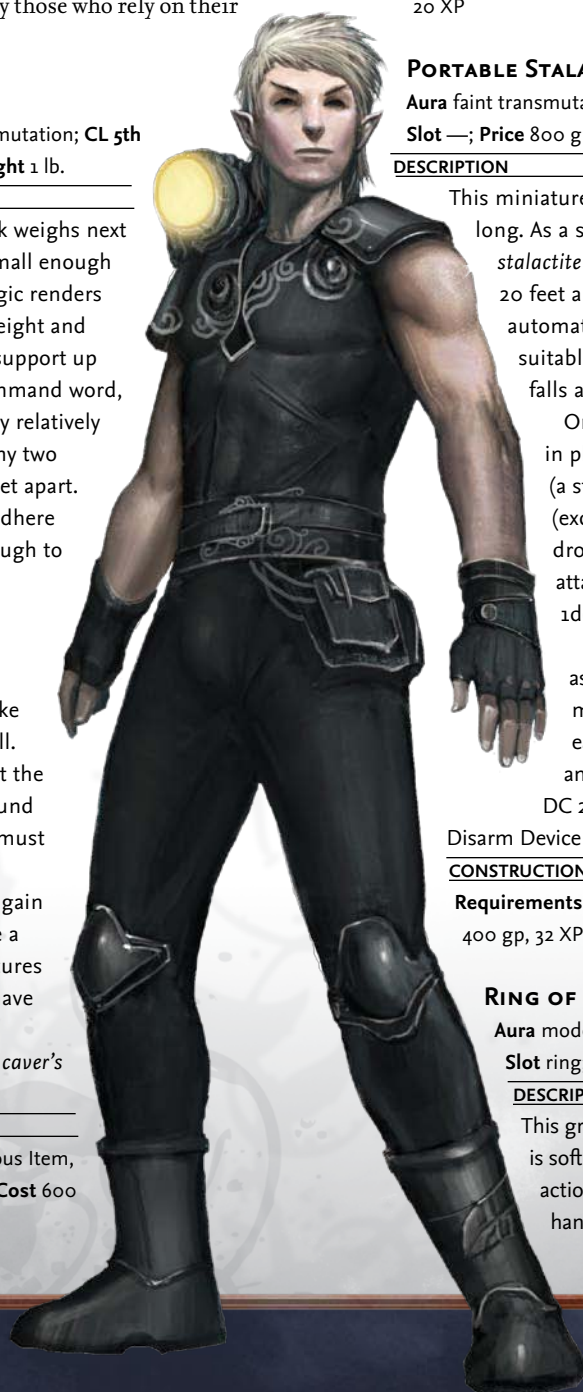 y those who rely on their
mutation; CL 5th
ght 1 lb.
k weighs next
mall enough
gic renders
eight and
support up
mmand word,
y relatively
ny two
et apart.
dhere
ugh to
ke
ll.
t the
und
must
gain
e a
tures
ave
caver's
ous Item,
Cost 600
20 XP
PORTABLE STALA
Aura faint transmuta
Slot —; Price 800 g
DESCRIPTION
This miniature
long. As a s
stalactite
20 feet a
automat
suitabl
falls a
On
in p
(a s
(exc
dro
atta
1d
as
m
e
an
DC 2
Disarm Device
CONSTRUCTION
Requirements
400 gp, 32 XP
RING OF
Aura mod
Slot ring
DESCRIP
This gr
is soft
actio
han